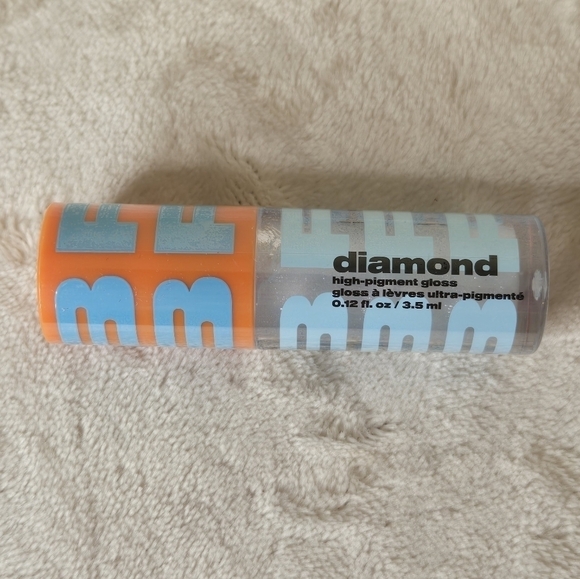 diamond
high-pigment gloss
gloss à lèvres ultra-pigmenté
0.12 fl. oz / 3.5 ml